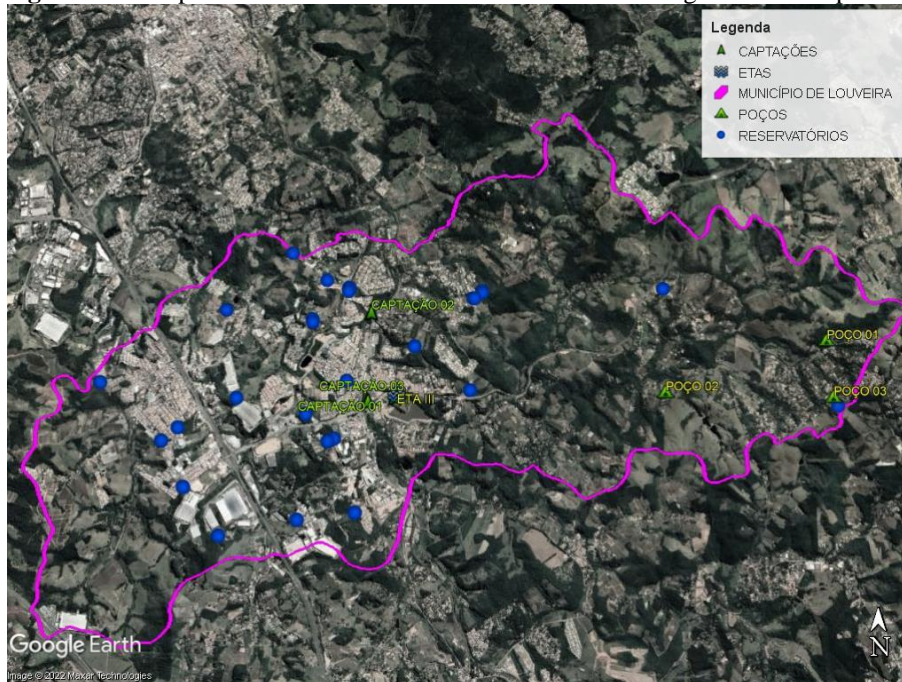 Legenda
CAPTAÇÕES
ETAS
MUNICÍPIO DE LOUVEIRA
POÇOS
RESERVATÓRIOS
CAPTAÇÃO 02
POÇO 01
CAPTAÇÃO 03
ETA III
POÇO 02
POÇO 03
CAPTAÇÃO 01
N
Google Earth
Image © 2022 Maxar Technologies